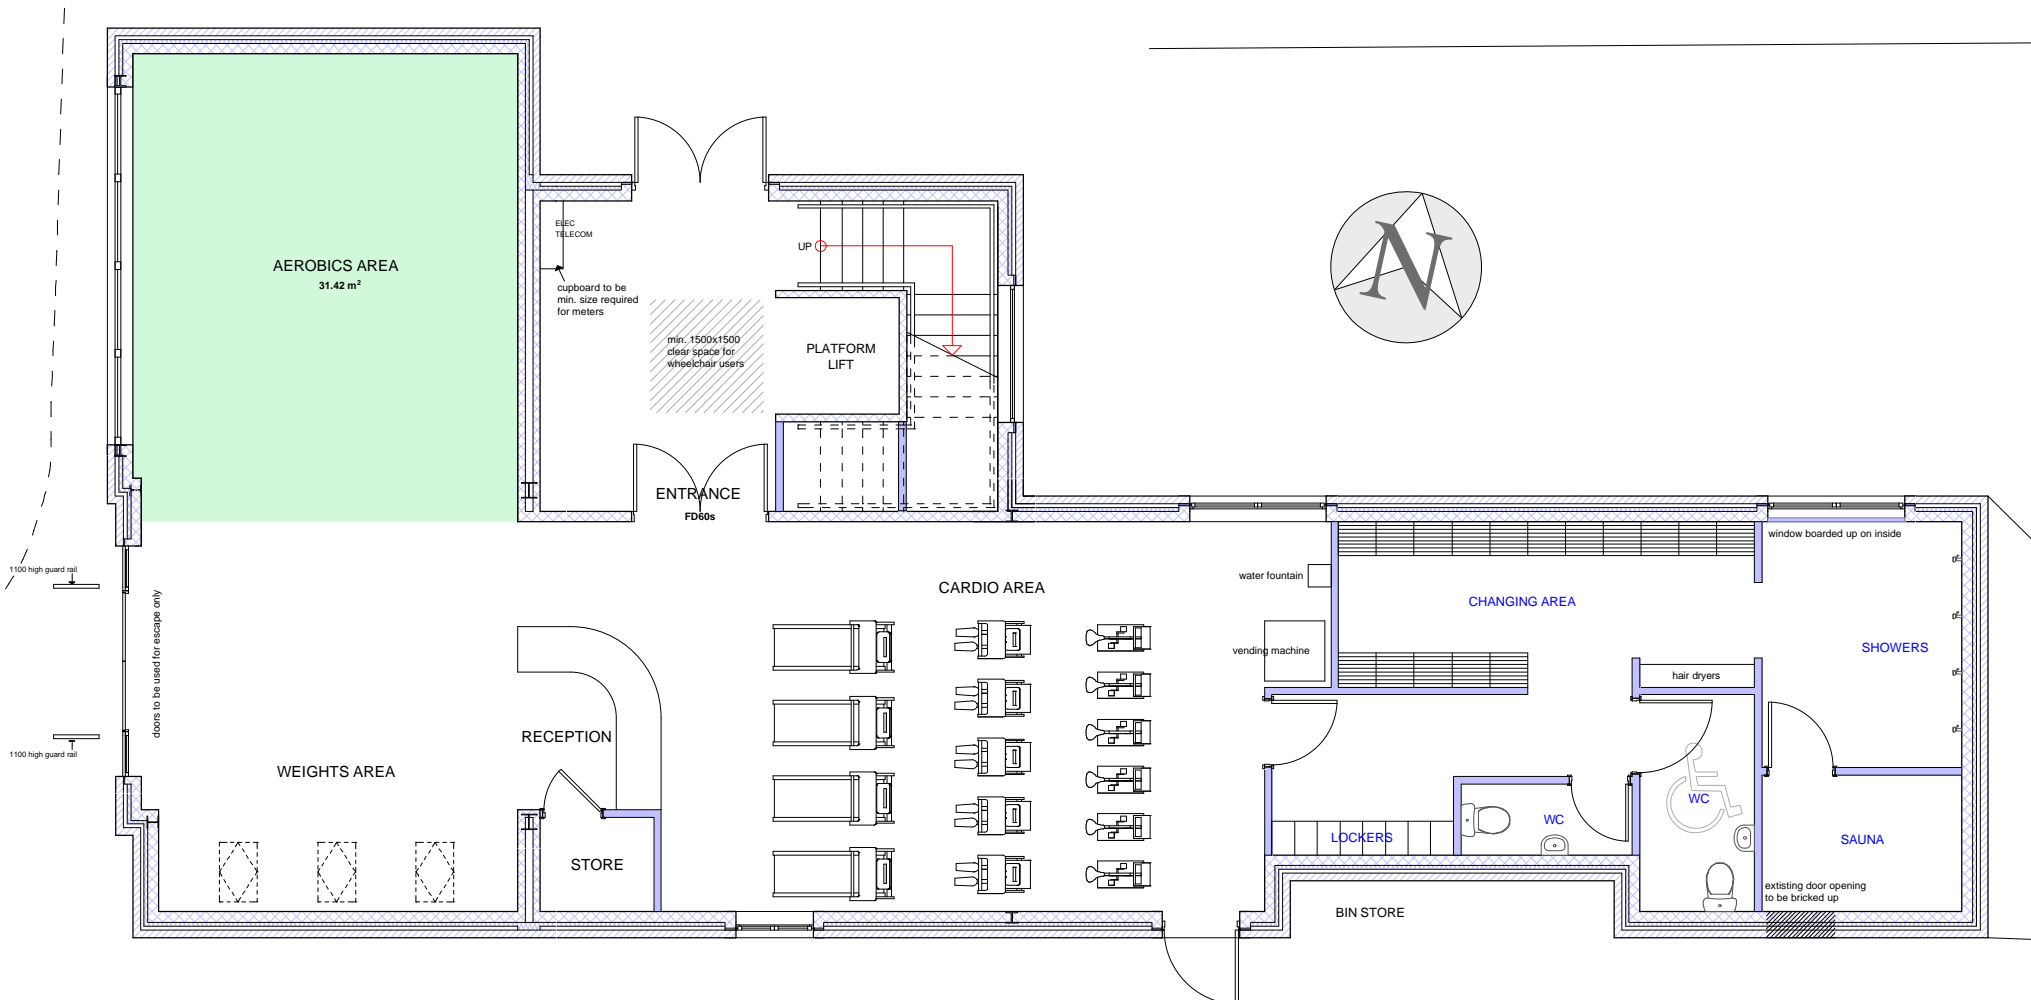 AEROBICS AREA
31.42 m²
ELEC
TELECOM
cupboard to be
min. size required
for meters
UP
min. 1500x1500
clear space for
wheelchair users
PLATFORM
LIFT
N
ENTRANCE
FD60s
window boarded up on inside
1100 high guard rail
doors to be used for escape only
1100 high guard rail
CARDIO AREA
water fountain
vending machine
CHANGING AREA
SHOWERS
hair dryers
RECEPTION
WEIGHTS AREA
STORE
LOCKERS
WC
WC
SAUNA
extisting door opening
to be bricked up
BIN STORE